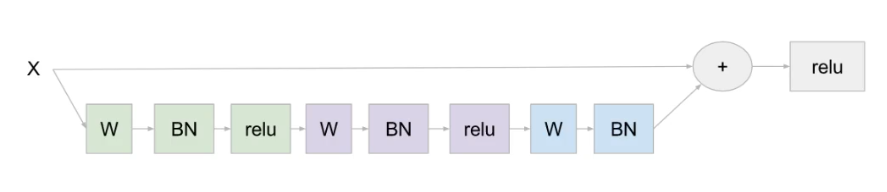 X + relu
W BN relu W BN relu W BN